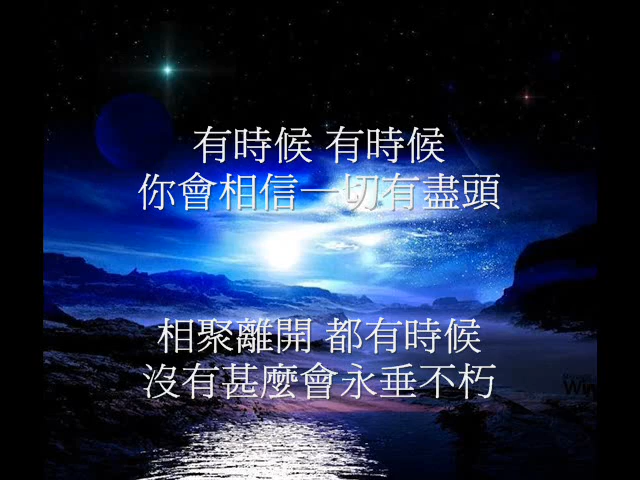 有時候 有時候
你會相信一切有盡頭
相聚離開 都有時候
沒有甚麼會永垂不朽
Win